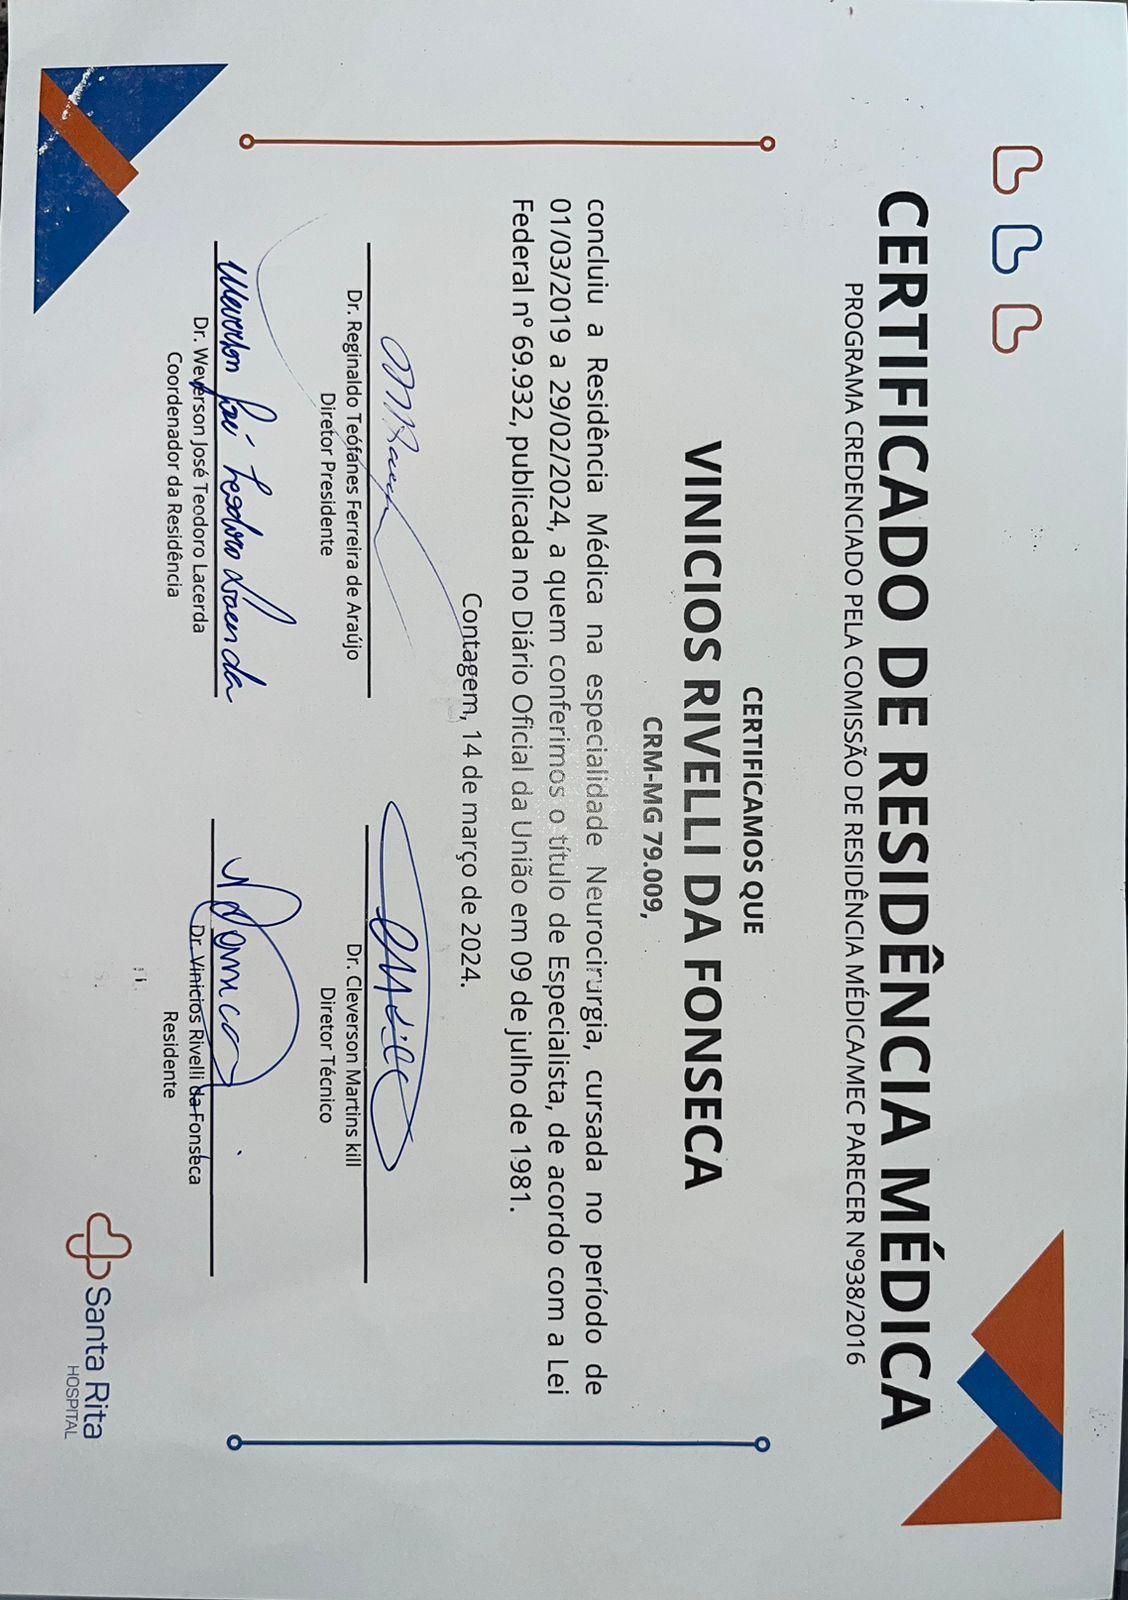 CERTIFICADO DE RESIDÊNCIA MÉDICA
PROGRAMA CREDENCIADO PELA COMISSÃO DE RESIDÊNCIA MÉDICA/MEC PARECER Nº938/2016
CERTIFICAMOS QUE
VINICIOS RIVELLI DA FONSECA
CRM-MG 79.009,
concluiu a Residência Médica na especialidade Neurocirurgia, cursada no período de
01/03/2019 a 29/02/2024, a quem conferimos o título de Especialista, de acordo com a Lei
Federal nº 69.932, publicada no Diário Oficial da União em 09 de julho de 1981.
Contagem, 14 de março de 2024.
Dr. Reginaldo Teófanes Ferreira de Araújo
Diretor Presidente
Dr. Cleverson Martins kill
Diretor Técnico
Weverson José Teodoro Lacerda
Dr. Weverson José Teodoro Lacerda
Coordenador da Residência
Dr. Vinicios Rivelli da Fonseca
Residente
Santa Rita
HOSPITAL